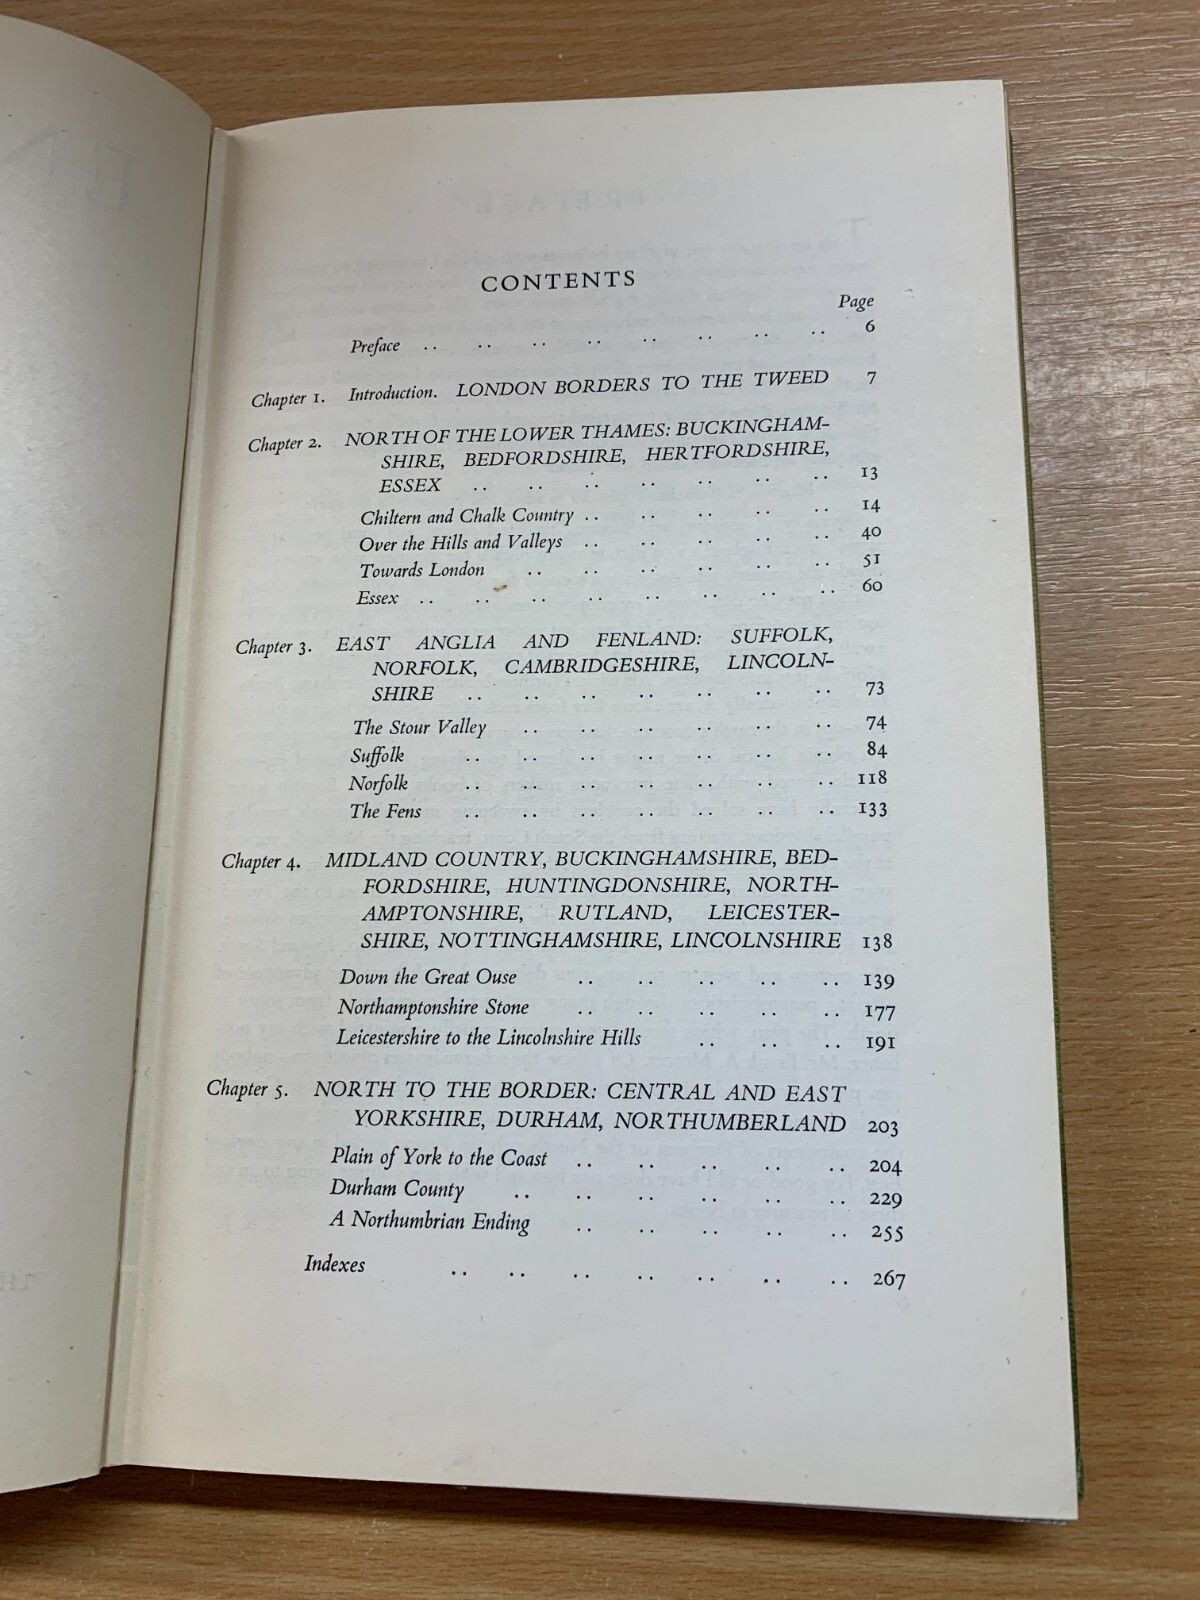 CONTENTS
Page
Preface .. .. .. .. .. .. .. .. 6
Chapter 1. Introduction. LONDON BORDERS TO THE TWEED 7
Chapter 2. NORTH OF THE LOWER THAMES: BUCKINGHAM-
SHIRE, BEDFORDSHIRE, HERTFORDSHIRE,
ESSEX .. .. .. .. .. .. .. 13
Chiltern and Chalk Country .. .. .. .. .. 14
Over the Hills and Valleys .. .. .. .. .. 40
Towards London .. .. .. .. .. .. 51
Essex .. .. .. .. .. .. .. .. 60
Chapter 3. EAST ANGLIA AND FENLAND: SUFFOLK,
NORFOLK, CAMBRIDGESHIRE, LINCOLN-
SHIRE .. .. .. .. .. .. .. 73
The Stour Valley .. .. .. .. .. .. 74
Suffolk .. .. .. .. .. .. .. 84
Norfolk .. .. .. .. .. .. .. 118
The Fens .. .. .. .. .. .. .. 133
Chapter 4. MIDLAND COUNTRY, BUCKINGHAMSHIRE, BED-
FORDSHIRE, HUNTINGDONSHIRE, NORTH-
AMPTONSHIRE, RUTLAND, LEICESTER-
SHIRE, NOTTINGHAMSHIRE, LINCOLNSHIRE 138
Down the Great Ouse .. .. .. .. .. 139
Northamptonshire Stone .. .. .. .. .. 177
Leicestershire to the Lincolnshire Hills .. .. .. 191
Chapter 5. NORTH TO THE BORDER: CENTRAL AND EAST
YORKSHIRE, DURHAM, NORTHUMBERLAND 203
Plain of York to the Coast .. .. .. .. .. 204
Durham County .. .. .. .. .. .. 229
A Northumbrian Ending .. .. .. .. .. 255
Indexes .. .. .. .. .. .. .. 267